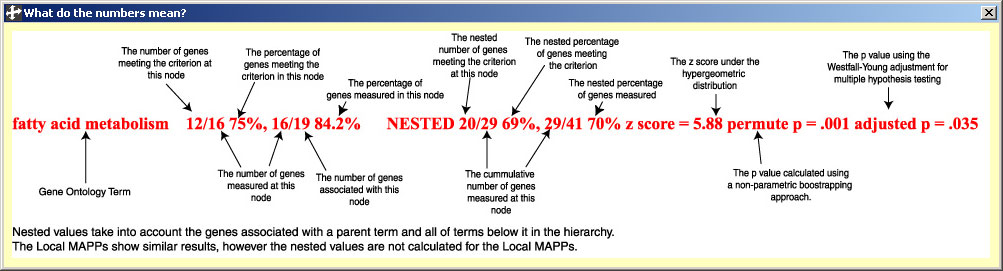 What do the numbers mean?
The number of genes
meeting the criterion at
this node
The percentage of
genes meeting the
criterion in this node
The percentage of
genes measured in this node
The nested
number of genes
meeting the criterion
at this node
The nested percentage
of genes meeting
the criterion
The nested percentage
of genes measured
The z score under the
hypergeometric
distribution
The p value using the
Westfall-Young adjustment for
multiple hypothesis testing
fatty acid metabolism 12/16 75%, 16/19 84.2% NESTED 20/29 69%, 29/41 70% z score = 5.88 permute p = .001 adjusted p = .035
Gene Ontology Term
The number of genes
measured at this
node
The number of genes
associated with this
node
The cummulative
number of genes
measured at this
node
The p value calculated using
a non-parametric boostrapping
approach.
Nested values take into account the genes associated with a parent term and all of terms below it in the hierarchy.
The Local MAPPs show similar results, however the nested values are not calculated for the Local MAPPs.